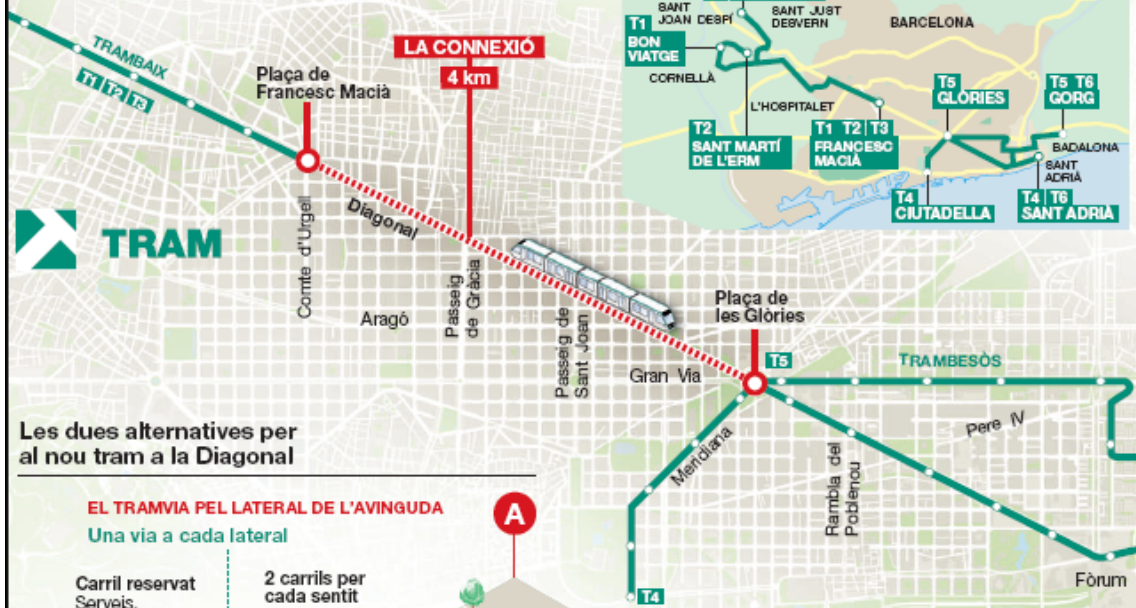 TRAMBAIX
T1 T2 T3
Plaça de
Francesc Macià
LA CONNEXIÓ
4 km
SANT
JOAN DESPÍ
SANT JUST
DESVERN
BARCELONA
T1
BON
VIATGE
CORNELLÀ
L'HOSPITALET
T2
SANT MARTÍ
DE L'ERM
T1 T2 T3
FRANCESC
MACIÀ
T5
GLÒRIES
T5 T6
GORG
BADALONA
SANT
ADRIÀ
T4
CIUTADELLA
T4 T6
SANT ADRIA
TRAM
Comte d'Urgell
Diagonal
Aragó
Passeig
de Gràcia
Passeig de
Sant Joan
Gran Via
Plaça de
les Glòries
T5
TRAMBESÒS
Pere IV
Meridiana
Rambla del
Poblenou
Fòrum
T4
Les dues alternatives per
al nou tram a la Diagonal
EL TRAMVIA PEL LATERAL DE L'AVINGUDA
Una via a cada lateral
A
Carril reservat
Serveis,
2 carrils per
cada sentit